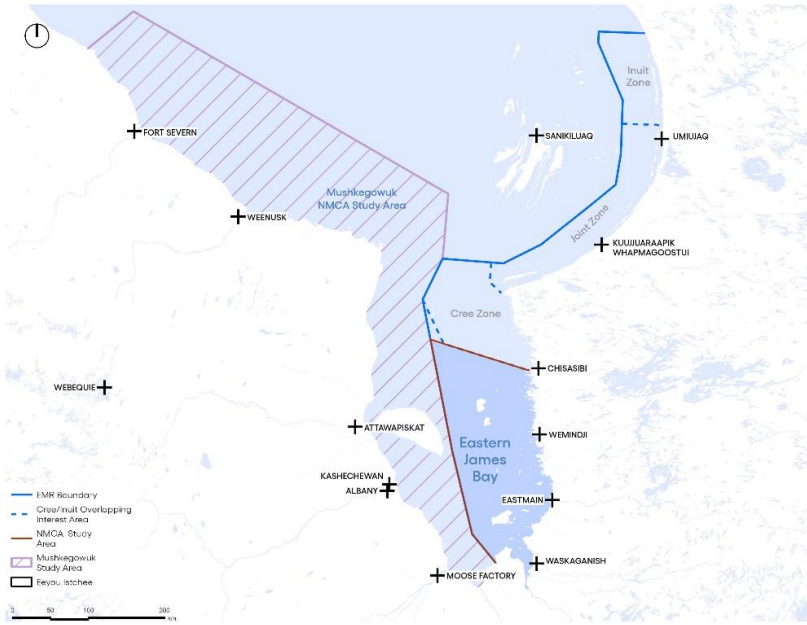 Inuit
Zone
FORT SEVERN
SANIKILUAQ
UMIUJAQ
Mushkegowuk
NMCA Study Area
WEENUSK
Joint Zone
KUUJJUARAAPIK
WHAPMAGOOSTUI
Cree Zone
CHISASIBI
WEBEQUIE
ATTAWAPISKAT
WEMINDJI
Eastern
James
Bay
KASHECHEWAN
ALBANY
EASTMAIN
WASKAGANISH
MOOSE FACTORY
EMR Boundary
Cree/Inuit Overlapping
Interest Area
NMCA Study
Area
Mushkegowuk
Study Area
Eeyou Istchee
0 50 100 200
km